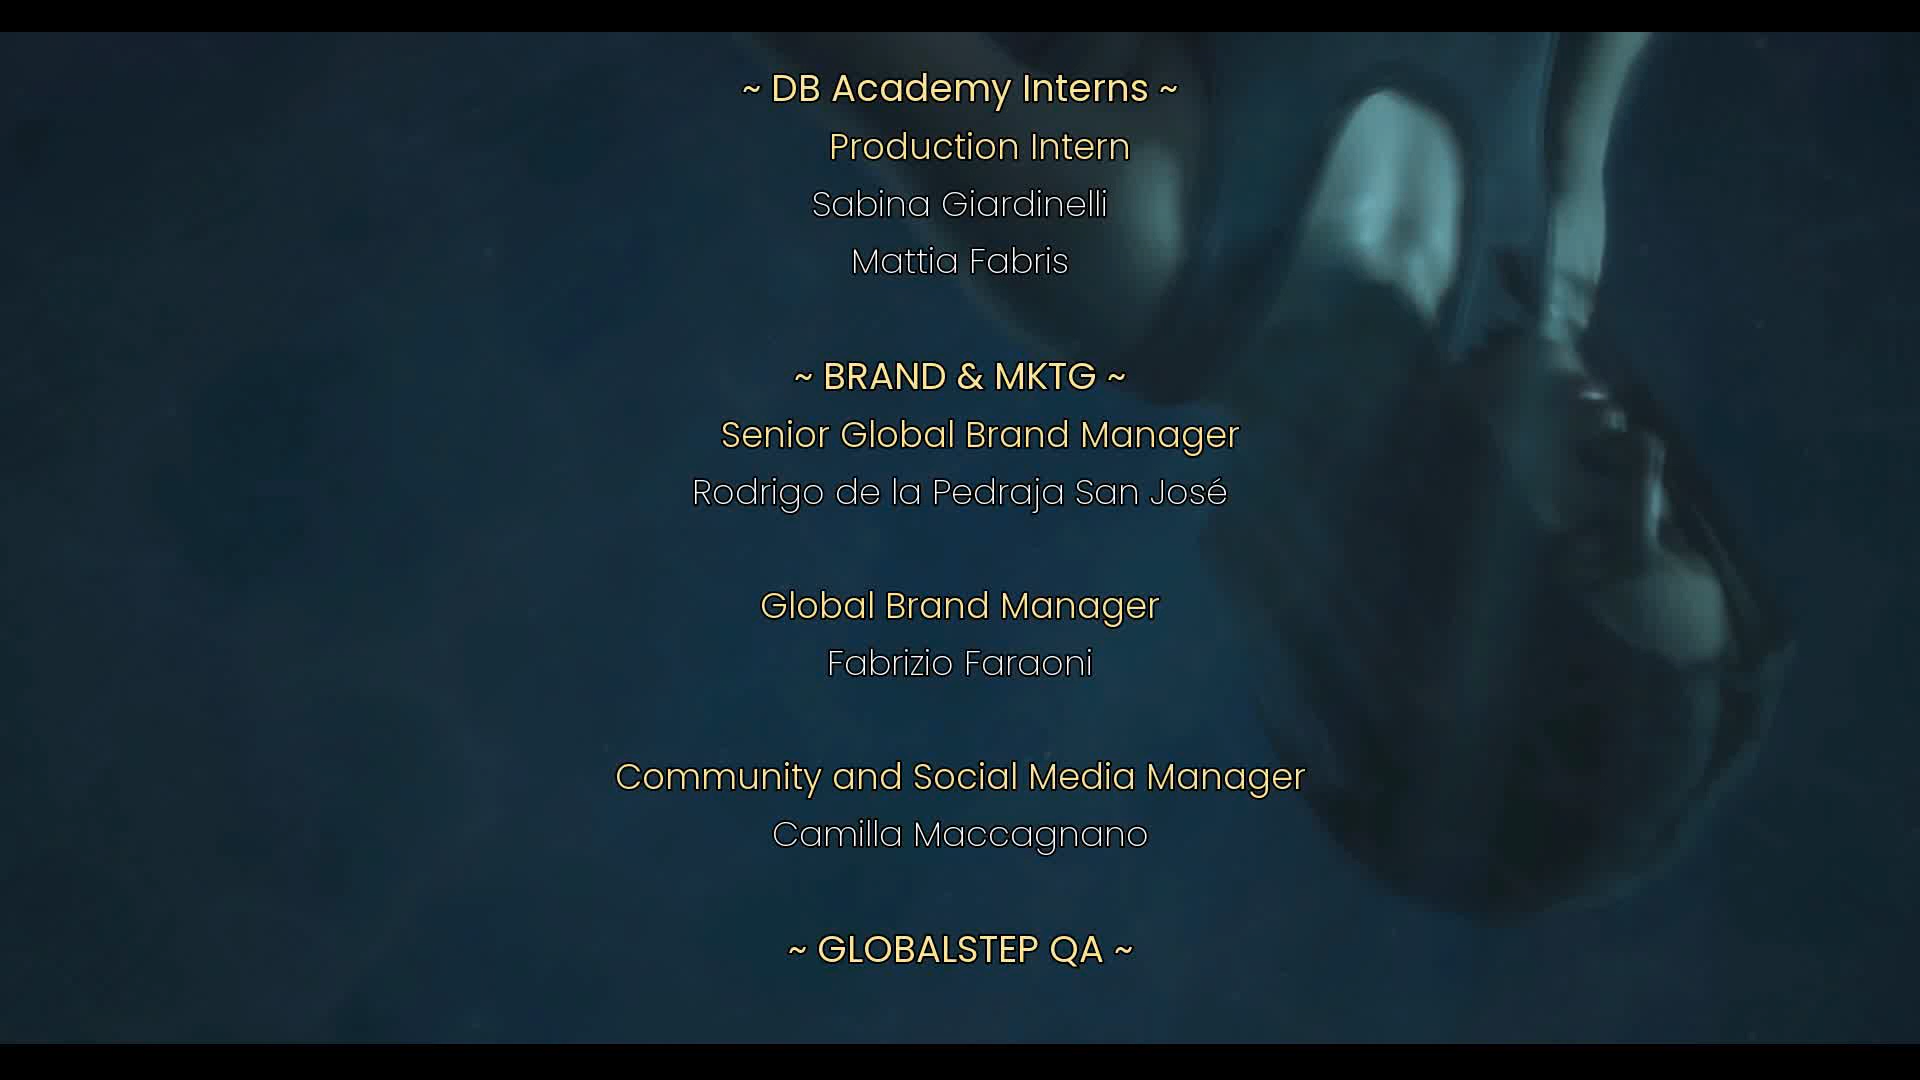 ~ DB Academy Interns ~
Production Intern
Sabina Giardinelli
Mattia Fabris
~ BRAND & MKTG ~
Senior Global Brand Manager
Rodrigo de la Pedraja San José
Global Brand Manager
Fabrizio Faraoni
Community and Social Media Manager
Camilla Maccagnano
~ GLOBALSTEP QA ~